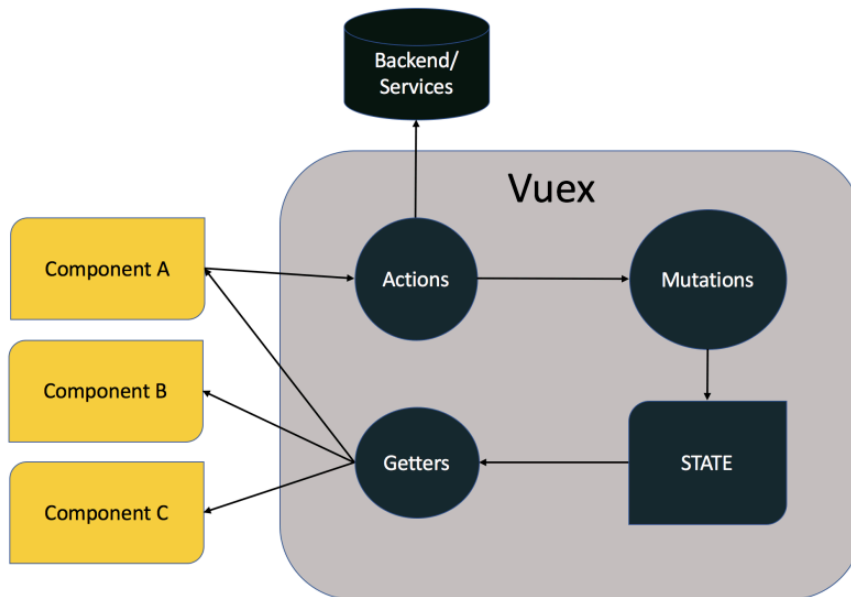 Backend/
Services
Vuex
Component A
Actions
Mutations
Component B
Component C
Getters
STATE